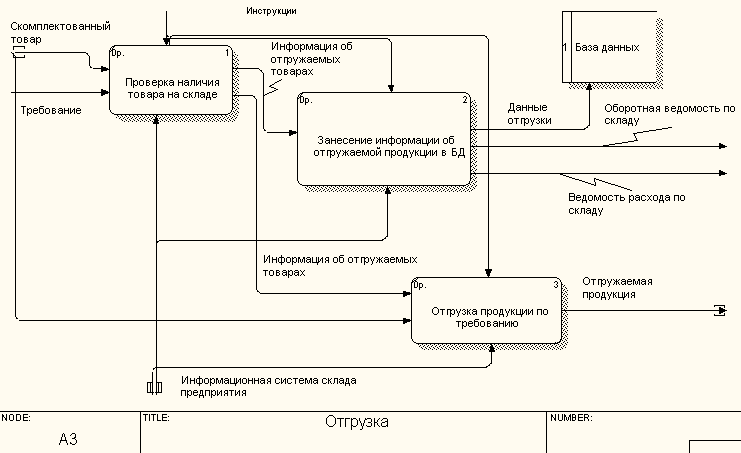 Инструкции
Скомплектованный
товар
Требование
0р.
1
Проверка наличия
товара на складе
Информация об
отгружаемых
товарах
0р.
2
Занесение информации об
отгружаемой продукции в БД
1
База данных
Данные
отгрузки
Оборотная ведомость по
складу
Ведомость расхода по
складу
Информация об отгружаемых
товарах
0р.
3
Отгрузка продукции по
требованию
Отгружаемая
продукция
Информационная система склада
предприятия
NODE:
A3
TITLE:
Отгрузка
NUMBER: